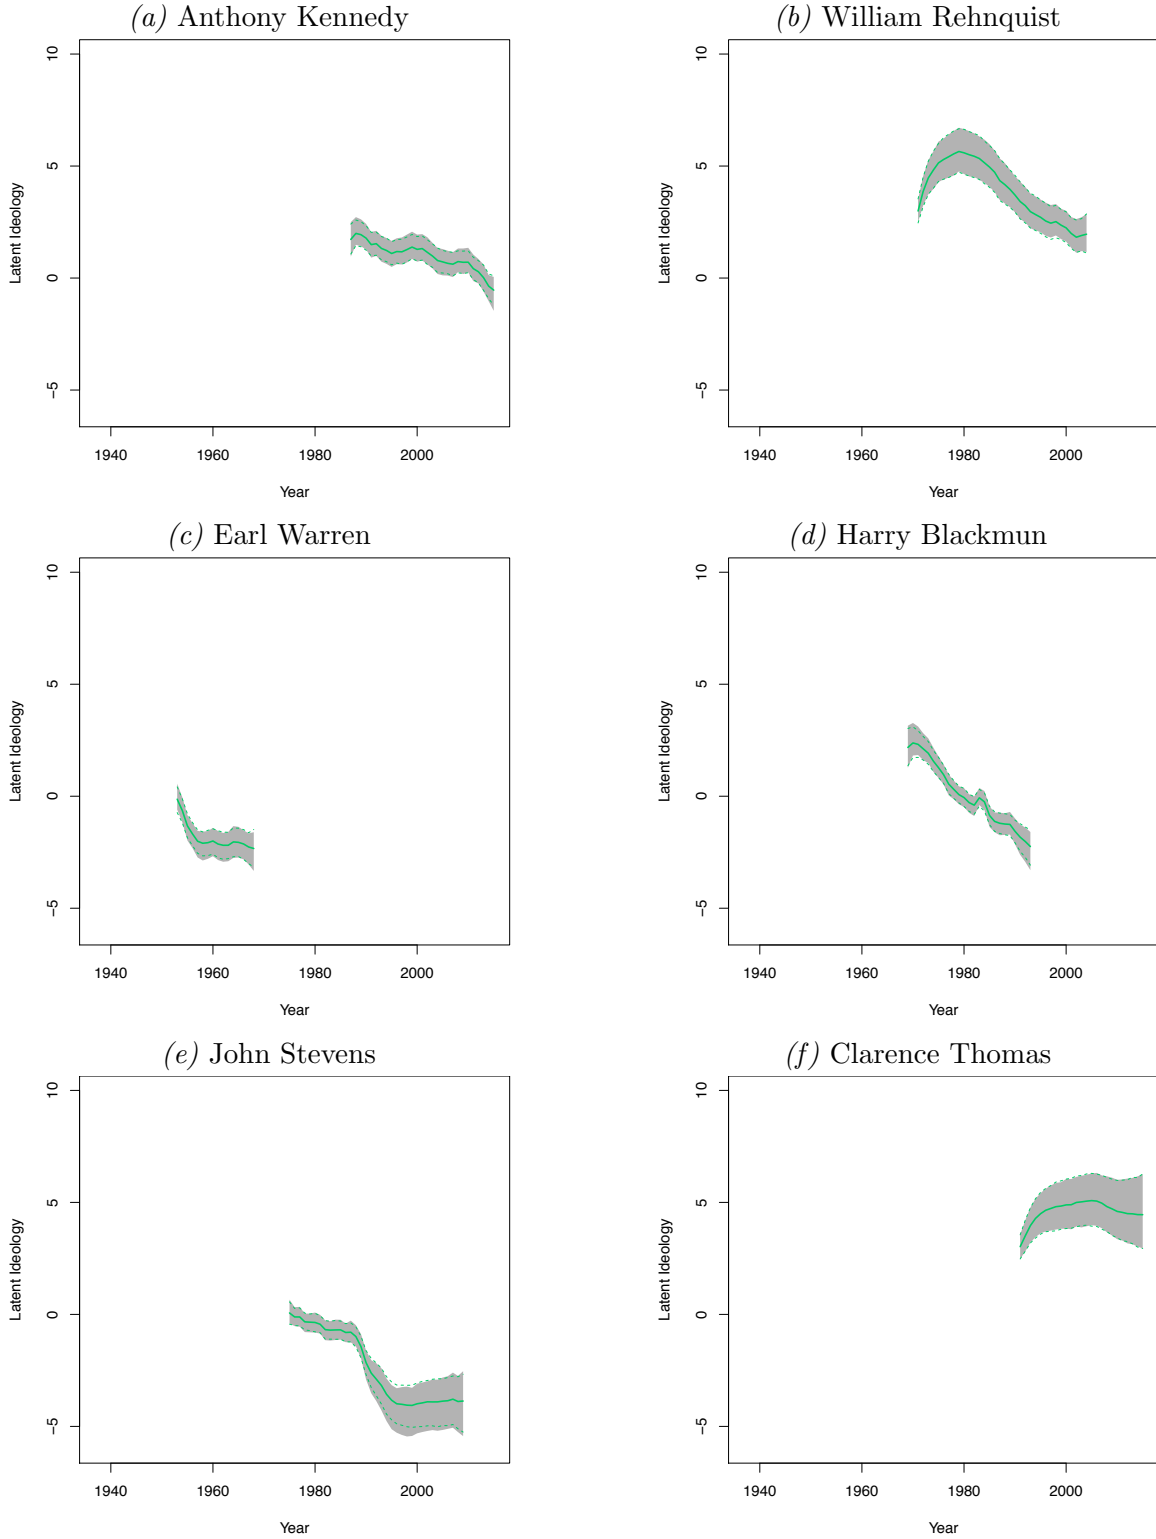 (a) Anthony Kennedy
Latent Ideology
10
5
0
−5
1940 1960 1980 2000
Year
(b) William Rehnquist
Latent Ideology
10
5
0
−5
1940 1960 1980 2000
Year
(c) Earl Warren
Latent Ideology
10
5
0
−5
1940 1960 1980 2000
Year
(d) Harry Blackmun
Latent Ideology
10
5
0
−5
1940 1960 1980 2000
Year
(e) John Stevens
Latent Ideology
10
5
0
−5
1940 1960 1980 2000
Year
(f) Clarence Thomas
Latent Ideology
10
5
0
−5
1940 1960 1980 2000
Year